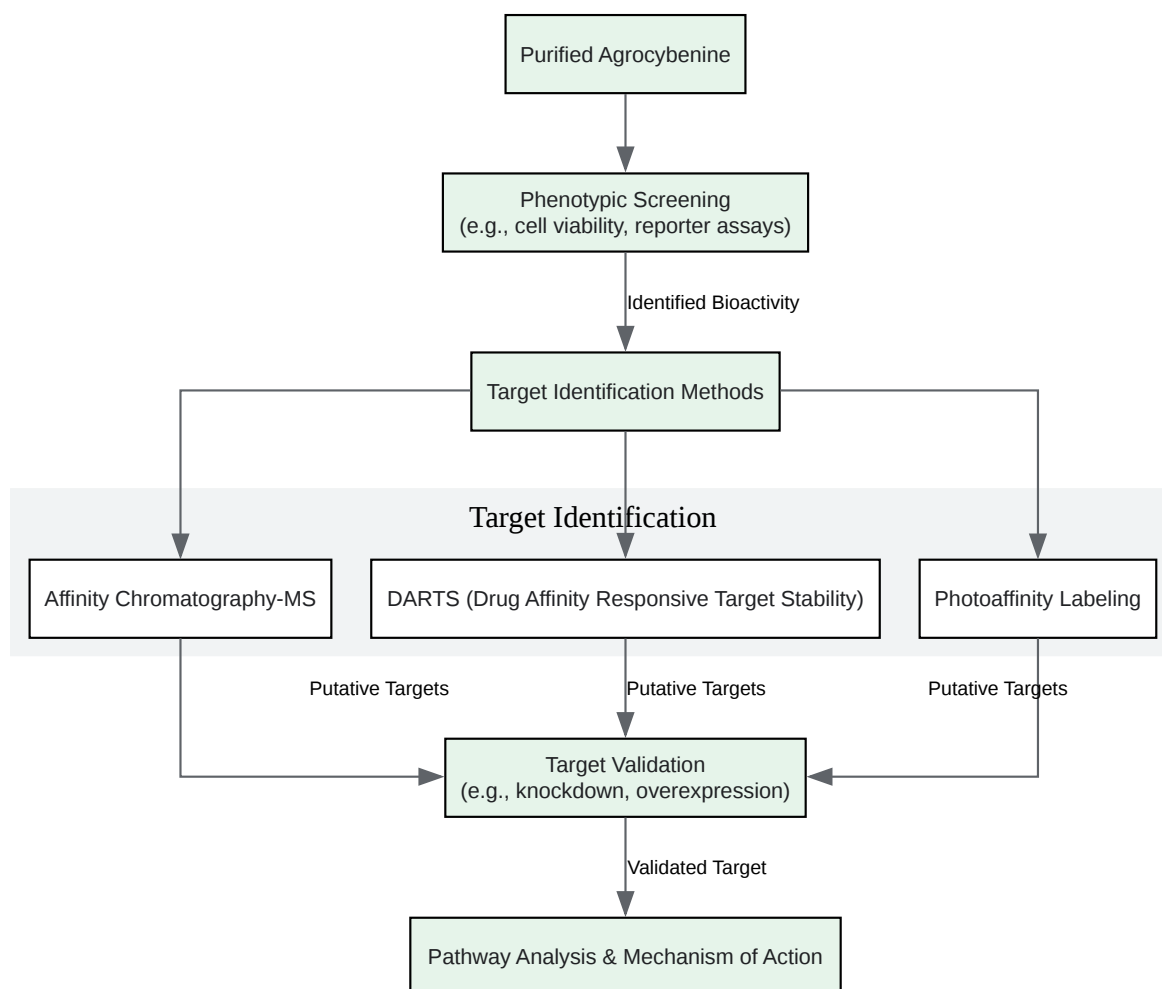 Purified Agrocybenine
Phenotypic Screening
(e.g., cell viability, reporter assays)
Identified Bioactivity
Target Identification Methods
Target Identification
Affinity Chromatography-MS
DARTS (Drug Affinity Responsive Target Stability)
Photoaffinity Labeling
Putative Targets
Putative Targets
Putative Targets
Target Validation
(e.g., knockdown, overexpression)
Validated Target
Pathway Analysis & Mechanism of Action